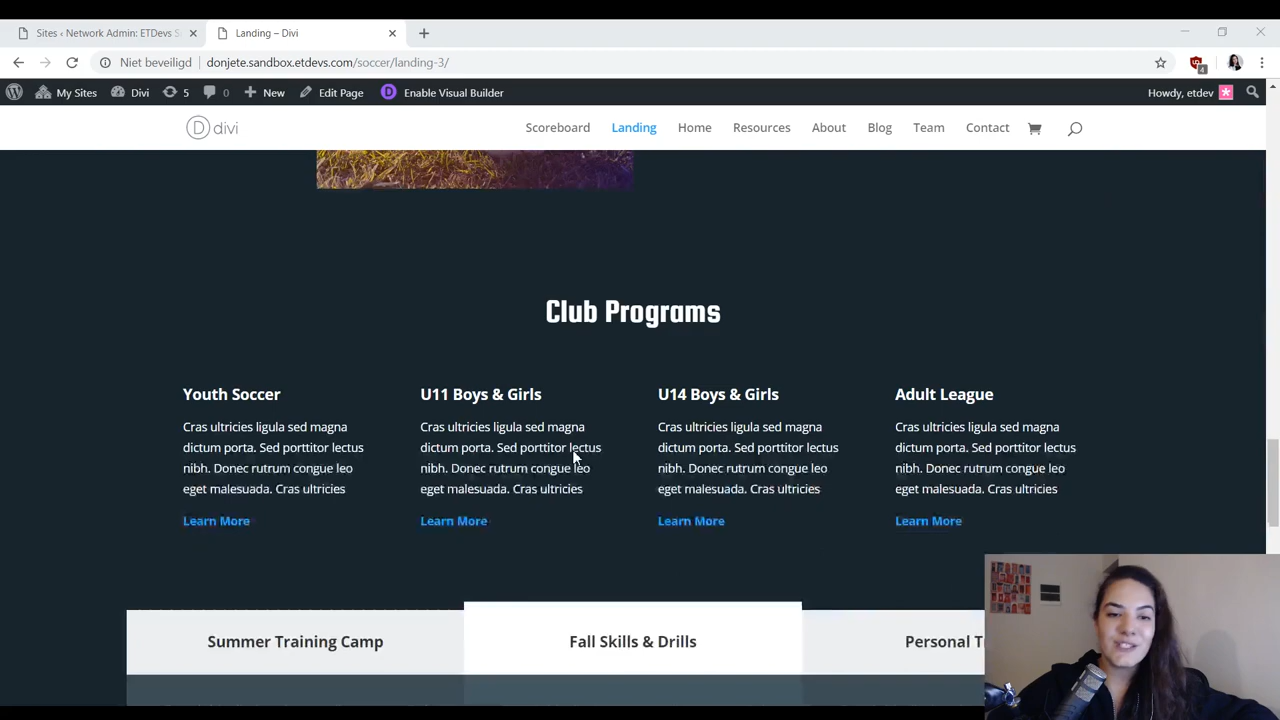 Sites ‹ Network Admin: ETDevs S
Landing – Divi
Niet beveiligd
donjete.sandbox.etdevs.com/soccer/landing-3/
4
My Sites
Divi
5
0
New
Edit Page
D
Enable Visual Builder
Howdy, etdev
D divi
Scoreboard
Landing
Home
Resources
About
Blog
Team
Contact
Club Programs
Youth Soccer
Cras ultricies ligula sed magna
dictum porta. Sed porttitor lectus
nibh. Donec rutrum congue leo
eget malesuada. Cras ultricies
Learn More
U11 Boys & Girls
Cras ultricies ligula sed magna
dictum porta. Sed porttitor lectus
nibh. Donec rutrum congue leo
eget malesuada. Cras ultricies
Learn More
U14 Boys & Girls
Cras ultricies ligula sed magna
dictum porta. Sed porttitor lectus
nibh. Donec rutrum congue leo
eget malesuada. Cras ultricies
Learn More
Adult League
Cras ultricies ligula sed magna
dictum porta. Sed porttitor lectus
nibh. Donec rutrum congue leo
eget malesuada. Cras ultricies
Learn More
Summer Training Camp
Fall Skills & Drills
Personal T